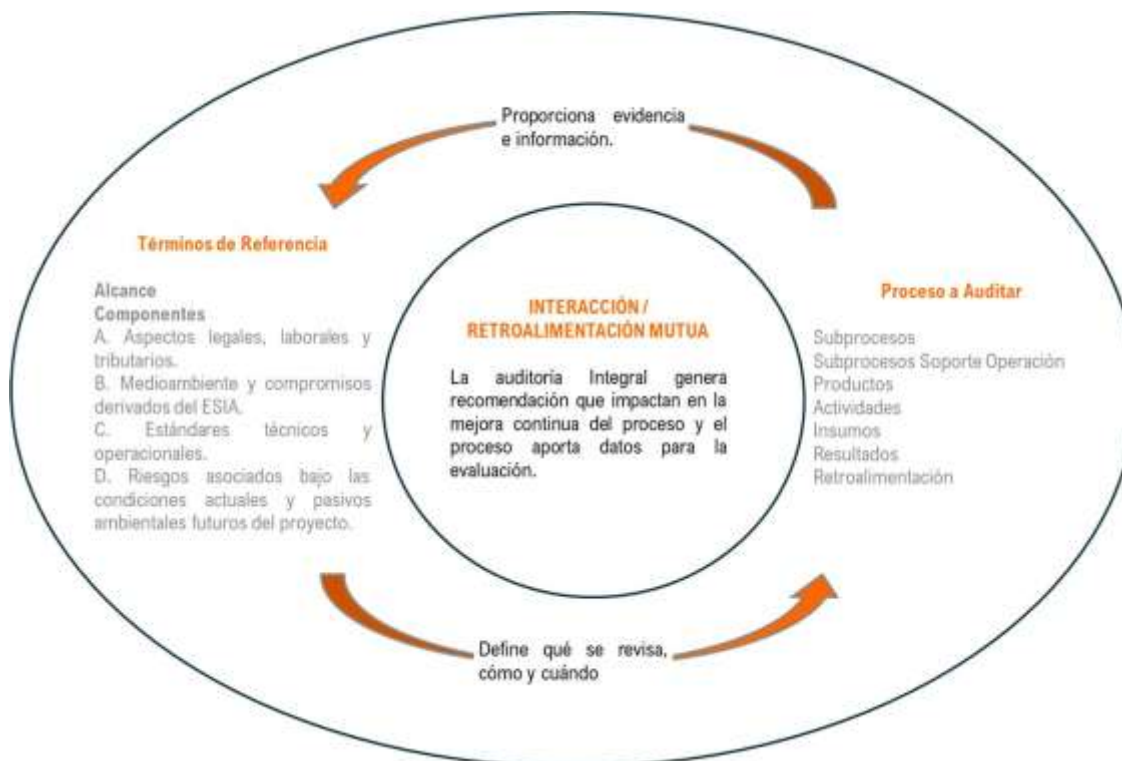 Proporciona evidencia
e información.
Términos de Referencia
Alcance
Componentes
A. Aspectos legales, laborales y
tributarios.
B. Medioambiente y compromisos
derivados del ESIA.
C. Estándares técnicos y
operacionales.
D. Riesgos asociados bajo las
condiciones actuales y pasivos
ambientales futuros del proyecto.
INTERACCIÓN /
RETROALIMENTACIÓN MUTUA
La auditoría Integral genera
recomendación que impactan en la
mejora continua del proceso y el
proceso aporta datos para la
evaluación.
Proceso a Auditar
Subprocesos
Subprocesos Soporte Operación
Productos
Actividades
Insumos
Resultados
Retroalimentación
Define qué se revisa,
cómo y cuándo